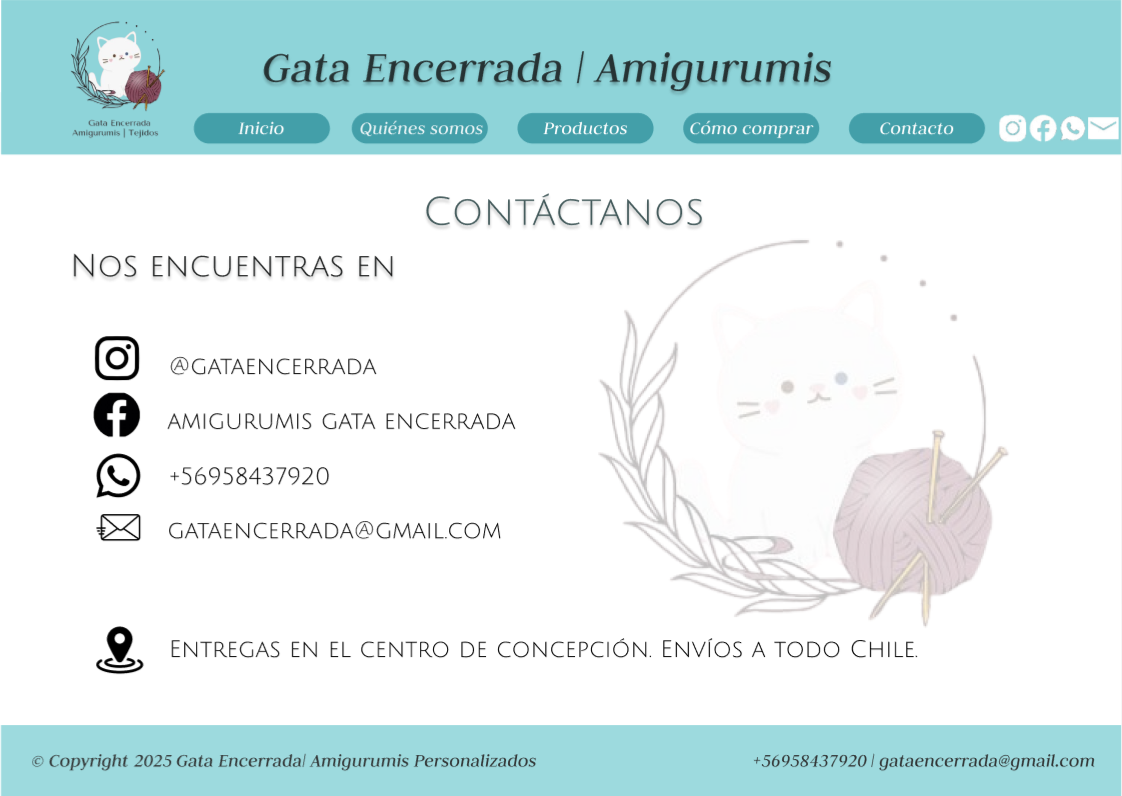 Gata Encerrada | Amigurumis
Gata Encerrada
Amigurumis | Tejidos
Inicio
Quiénes somos
Productos
Cómo comprar
Contacto
Contáctanos
Nos encuentras en
@gataencerrada
amigurumis gata encerrada
+56958437920
gataencerrada@gmail.com
Entregas en el centro de concepción. Envíos a todo Chile.
© Copyright 2025 Gata Encerrada| Amigurumis Personalizados
+56958437920 | gataencerrada@gmail.com